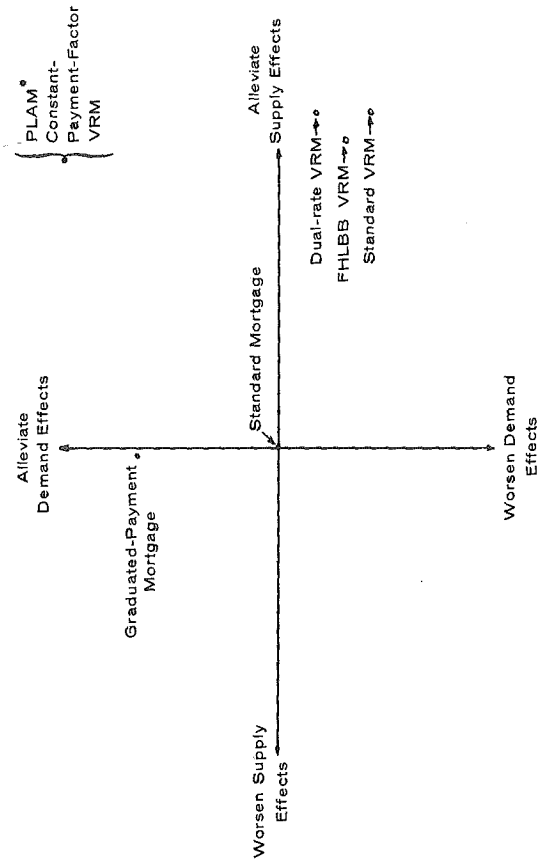 Alleviate
Demand Effects
PLAM
Constant-
Payment-Factor
VRM
Graduated-Payment
Mortgage
Standard Mortgage
Alleviate
Supply Effects
Worsen Supply
Effects
Dual-rate VRM
FHLBB VRM
Standard VRM
Worsen Demand
Effects